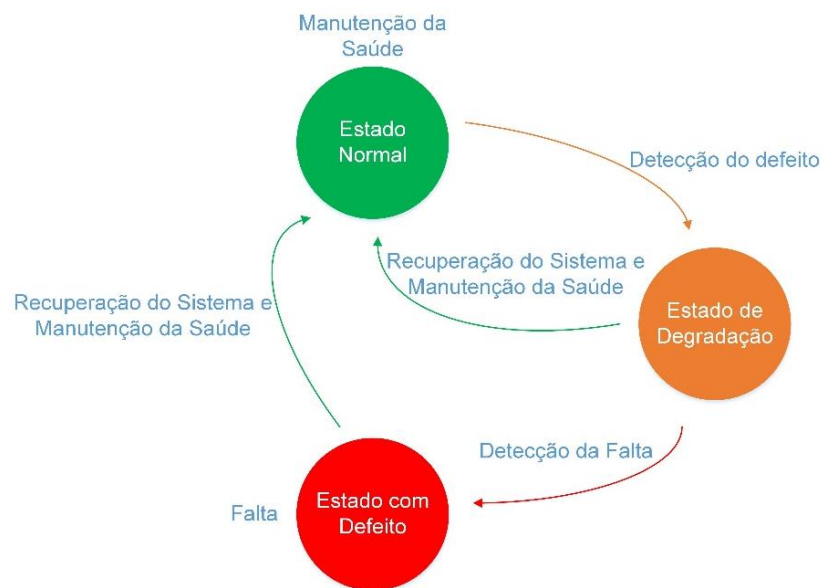 Manutenção da
Saúde
Estado
Normal
Detecção do defeito
Recuperação do Sistema e
Manutenção da Saúde
Recuperação do Sistema e
Manutenção da Saúde
Estado de
Degradação
Detecção da Falta
Falta
Estado com
Defeito